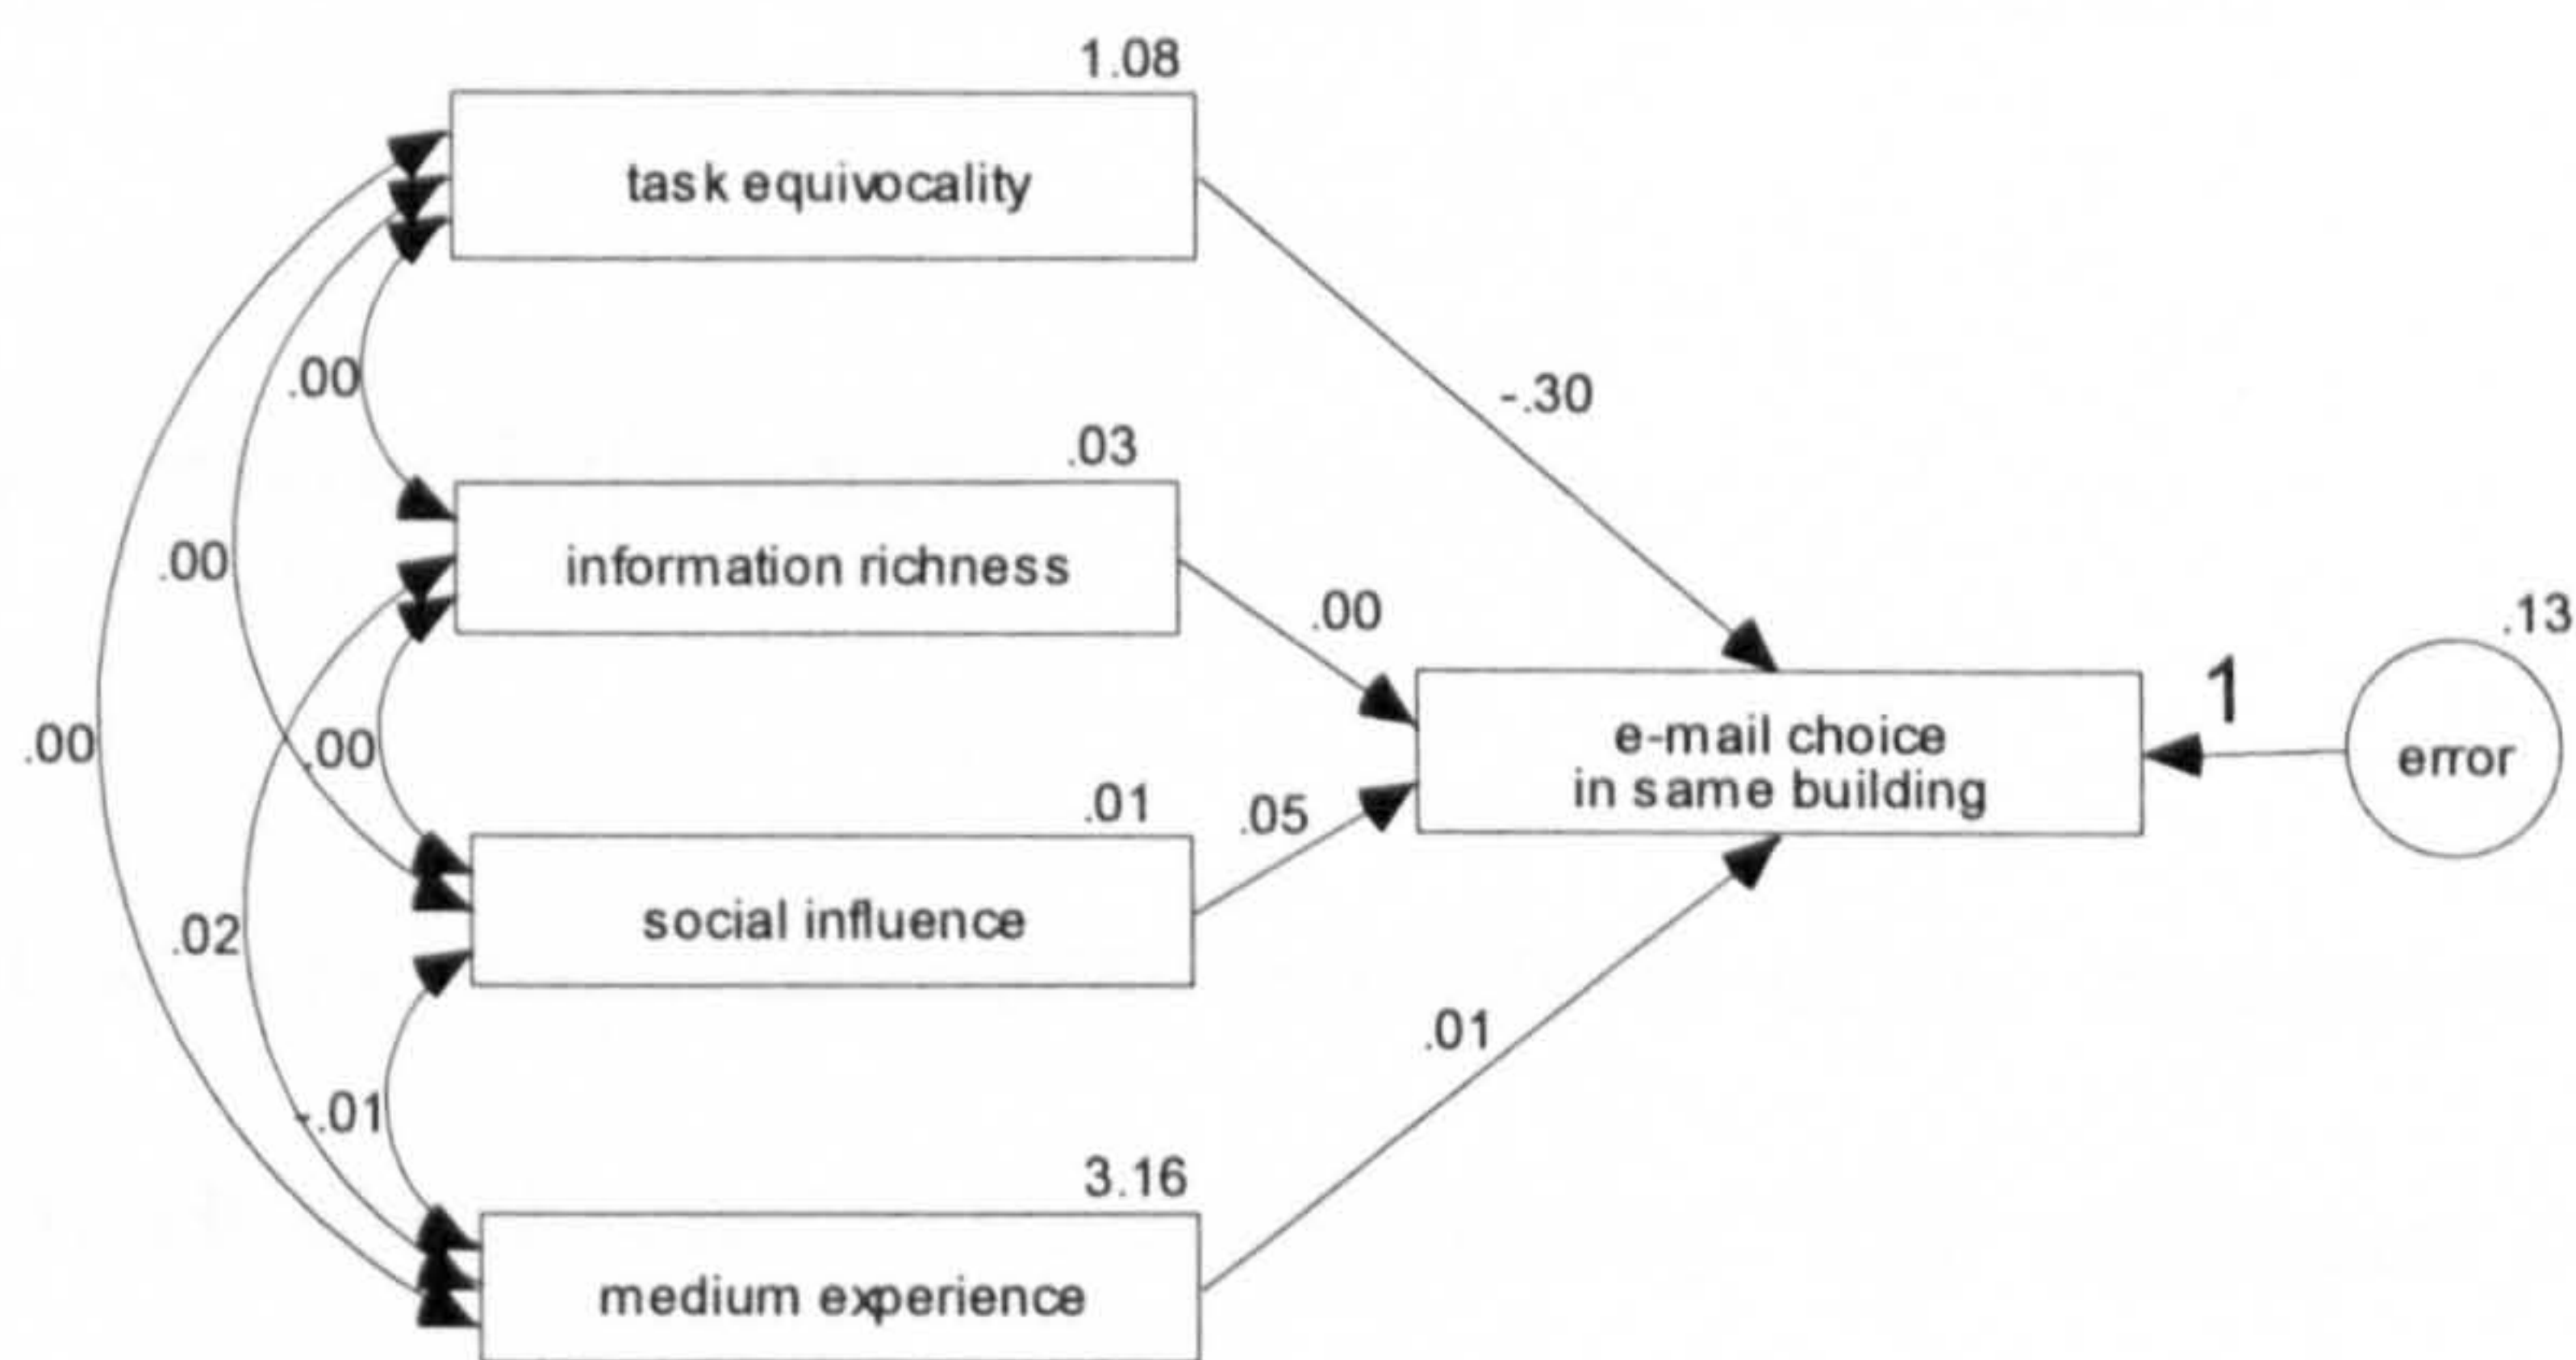 1.08
task equivocality
.00
-.30
.03
information richness
.00
.00
.13
1
e-mail choice
in same building
error
.00
.00
.01
.05
social influence
.02
.01
-.01
3.16
medium experience